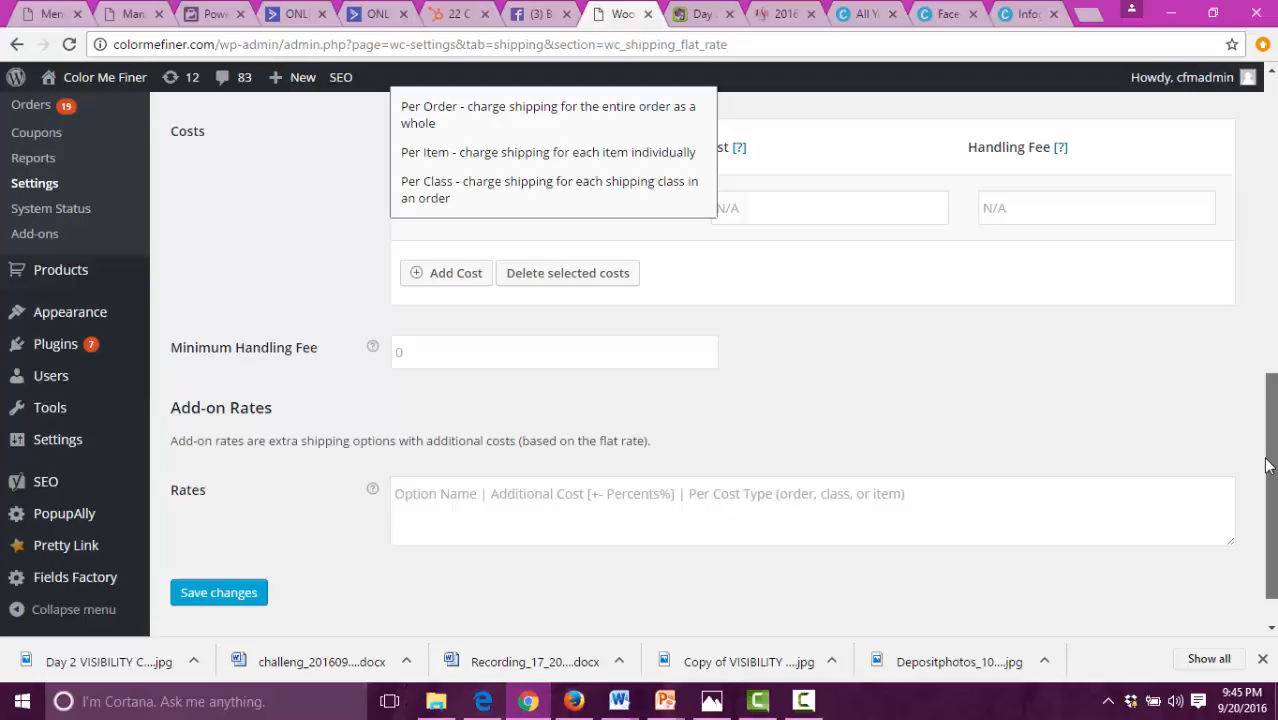 Men
Man
Pow
ONL
ONL
22 C
(3) B
Woo
Day
2016
All Y
Face
Info
colormefiner.com/wp-admin/admin.php?page=wc-settings&tab=shipping&section=wc_shipping_flat_rate
Color Me Finer
12
83
New
SEO
Howdy, cfmadmin
Orders 19
Coupons
Reports
Settings
System Status
Add-ons
Products
Appearance
Plugins 7
Users
Tools
Settings
SEO
PopupAlly
Pretty Link
Fields Factory
Collapse menu
Costs
Per Order - charge shipping for the entire order as a
whole
Per Item - charge shipping for each item individually
Per Class - charge shipping for each shipping class in
an order
st [?]
Handling Fee [?]
N/A
N/A
Add Cost
Delete selected costs
Minimum Handling Fee
0
Add-on Rates
Add-on rates are extra shipping options with additional costs (based on the flat rate).
Rates
Option Name | Additional Cost [+- Percents%] | Per Cost Type (order, class, or item)
Save changes
Day 2 VISIBILITY C....jpg
challeng_201609....docx
Recording_17_20....docx
Copy of VISIBILITY ....jpg
Depositphotos_10....jpg
Show all
I'm Cortana. Ask me anything.
9:45 PM
9/20/2016